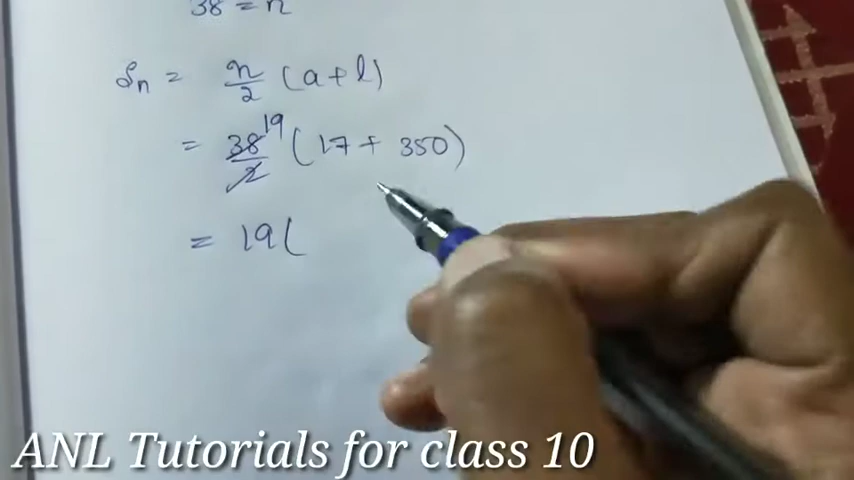 38 = n
Sn = n/2 (a + l)
= 38/2 19 (17 + 350)
= 19(
ANL Tutorials for class 10